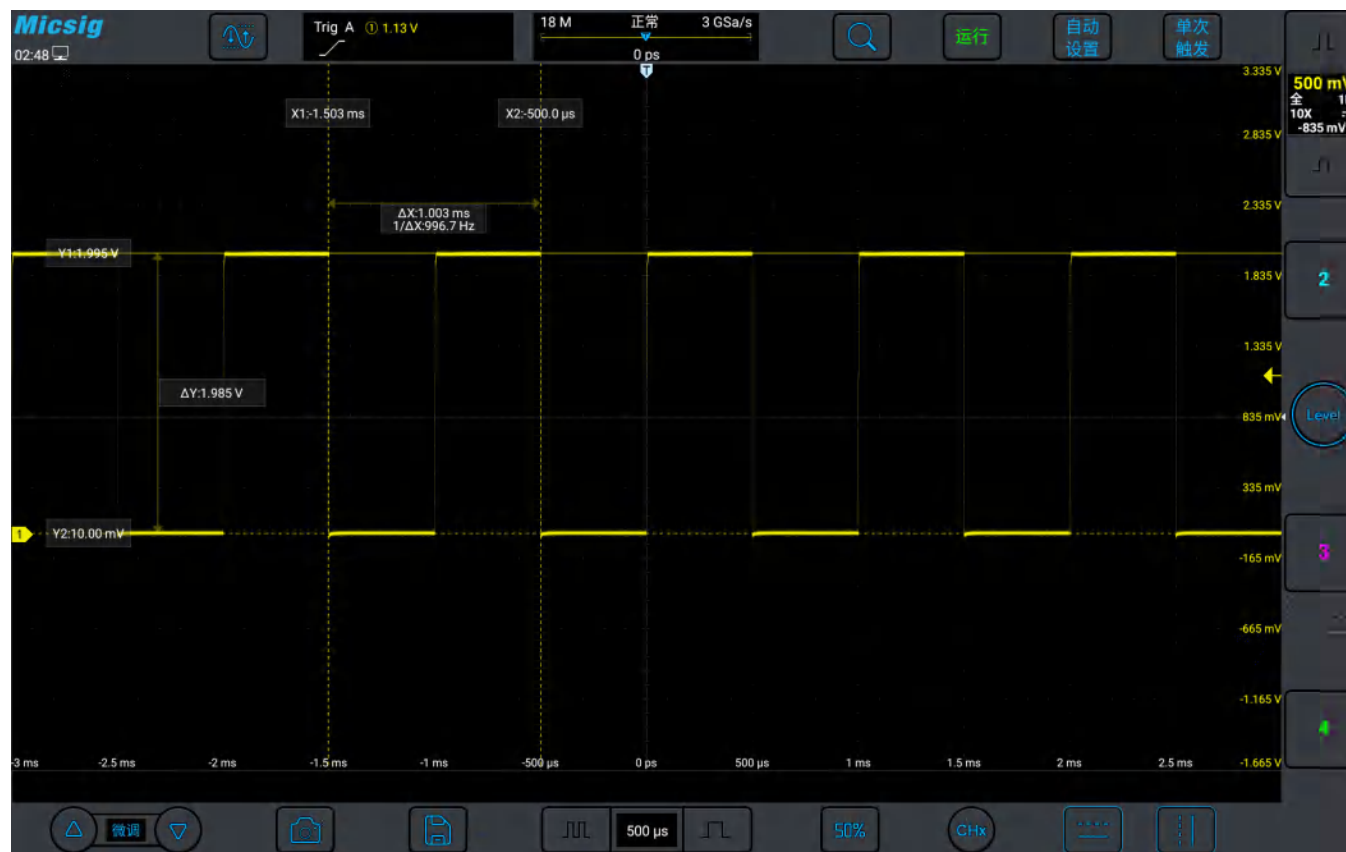 Micsig
02:48
Trig A ① 1.13 V
18 M 正常 3 GSa/s
0 ps
T
运行
自动
设置
单次
触发
3.335 V
500 mV
全 1
10X
-835 mV
X1:-1.503 ms
X2:-500.0 μs
2.835 V
ΔX:1.003 ms
1/ΔX:996.7 Hz
2.335 V
Y1:1.995 V
1.835 V
2
1.335 V
ΔY:1.985 V
835 mV
Level
335 mV
1
Y2:10.00 mV
-165 mV
3
-665 mV
-1.165 V
4
-3 ms -2.5 ms -2 ms -1.5 ms -1 ms -500 μs 0 ps 500 μs 1 ms 1.5 ms 2 ms 2.5 ms -1.665 V
微调
500 μs
50%
CHx